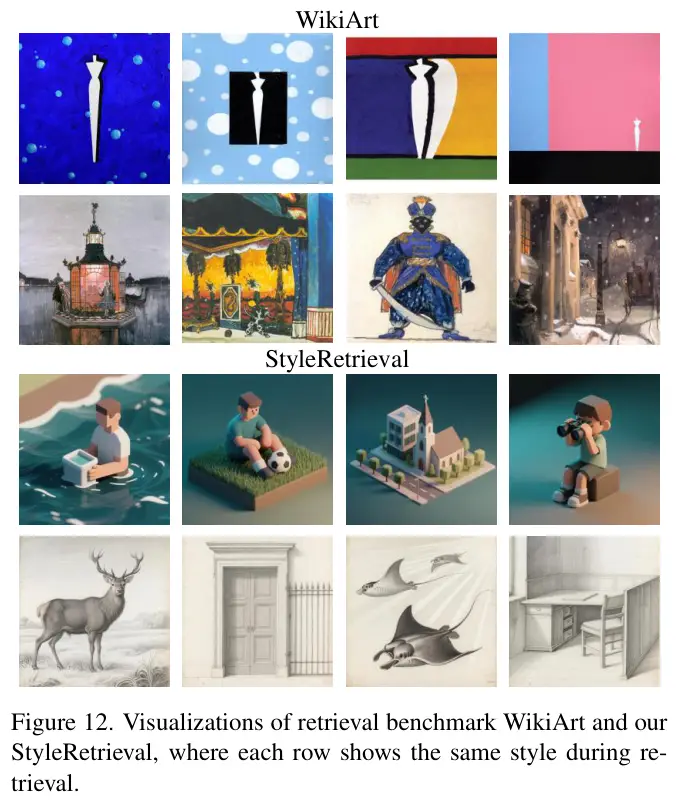 WikiArt
StyleRetrieval
Figure 12. Visualizations of retrieval benchmark WikiArt and our
StyleRetrieval, where each row shows the same style during re-
trieval.